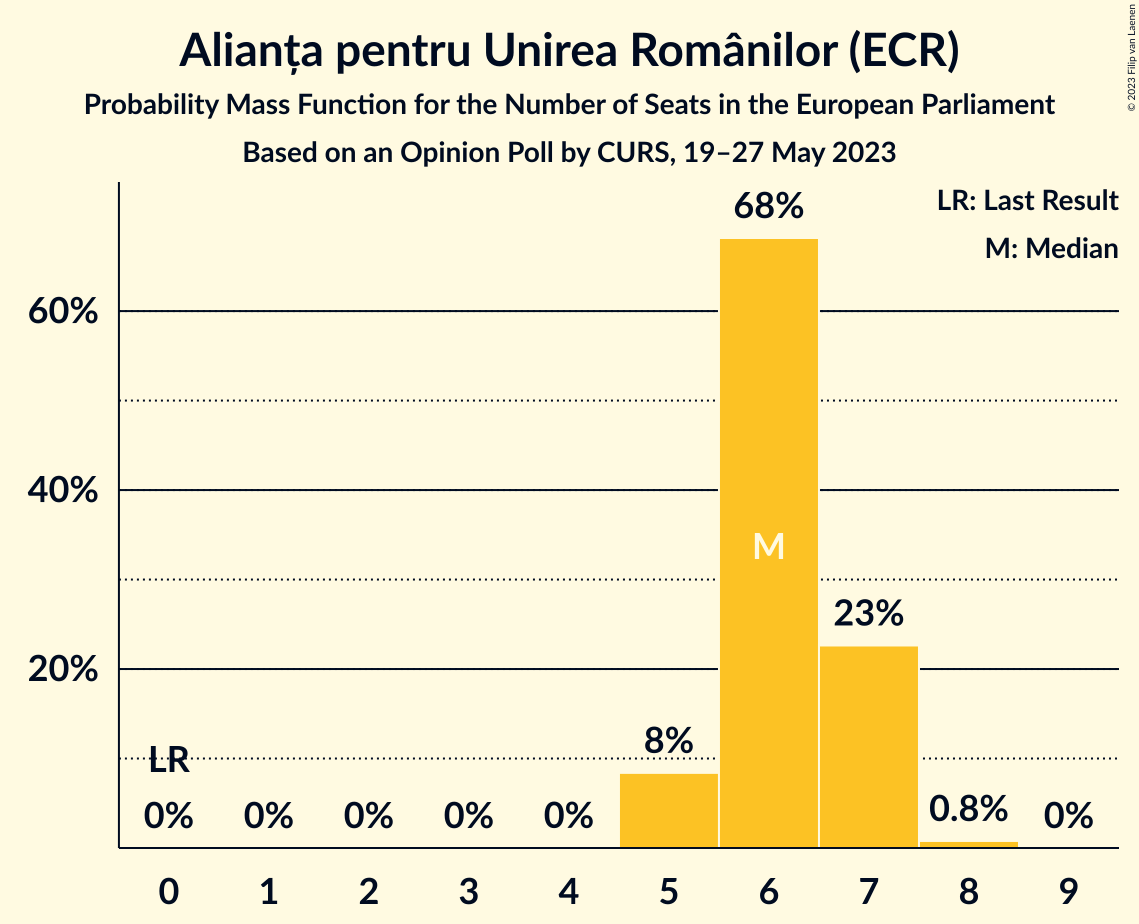 Alianța pentru Unirea Românilor (ECR)
Probability Mass Function for the Number of Seats in the European Parliament
Based on an Opinion Poll by CURS, 19–27 May 2023
© 2023 Filip van Laenen
LR: Last Result
M: Median
68%
60%
40%
M
23%
20%
8%
LR
0% 0% 0% 0% 0% 0.8% 0%
0 1 2 3 4 5 6 7 8 9